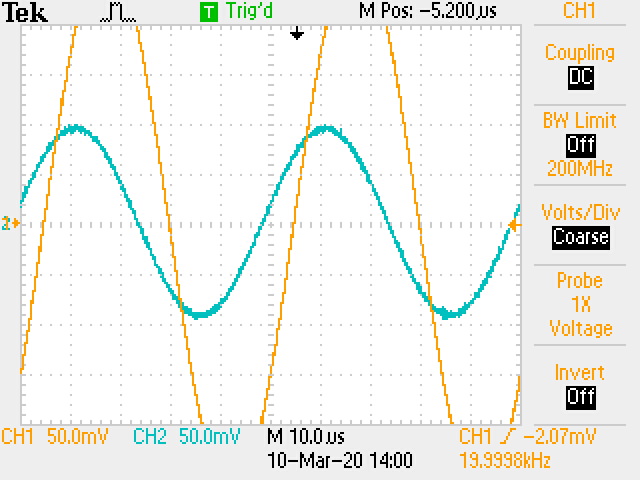 Tek T Trig'd M Pos: -5.200µs CH1
Coupling
DC
BW Limit
Off
200MHz
2
Volts/Div
Coarse
Probe
1X
Voltage
Invert
Off
CH1 50.0mV CH2 50.0mV M 10.0µs CH1 -2.07mV
10-Mar-20 14:00 19.9998kHz